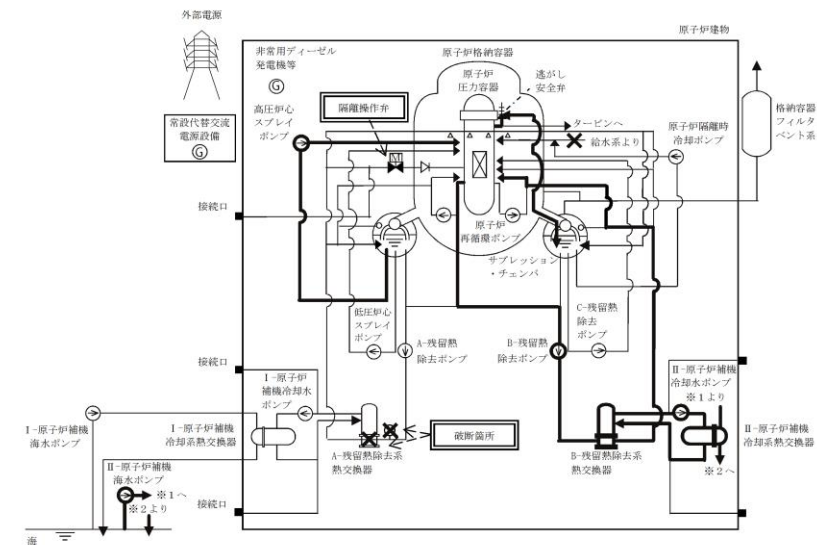 外部電源
原子炉建物
非常用ディーゼル
発電機等
G
原子炉格納容器
原子炉
圧力容器
逃がし
安全弁
隔離操作弁
高圧炉心
スプレイ
ポンプ
常設代替交流
電源設備
G
タービンへ
給水系より
原子炉隔離時
冷却ポンプ
格納容器
フィルタ
ベント系
接続口
原子炉
再循環ポンプ
サプレッション
・チェンバ
低圧炉心
スプレイ
ポンプ
A-残留熱
除去ポンプ
B-残留熱
除去ポンプ
C-残留熱
除去
ポンプ
接続口
Ⅰ-原子炉
補機冷却水
ポンプ
Ⅱ-原子炉補機
冷却水ポンプ
※1より
Ⅰ-原子炉補機
海水ポンプ
Ⅰ-原子炉補機
冷却系熱交換器
破断箇所
Ⅱ-原子炉補機
冷却系熱交換器
A-残留熱除去系
熱交換器
B-残留熱除去系
熱交換器
※2へ
Ⅱ-原子炉補機
海水ポンプ
※1へ
※2より
接続口
海